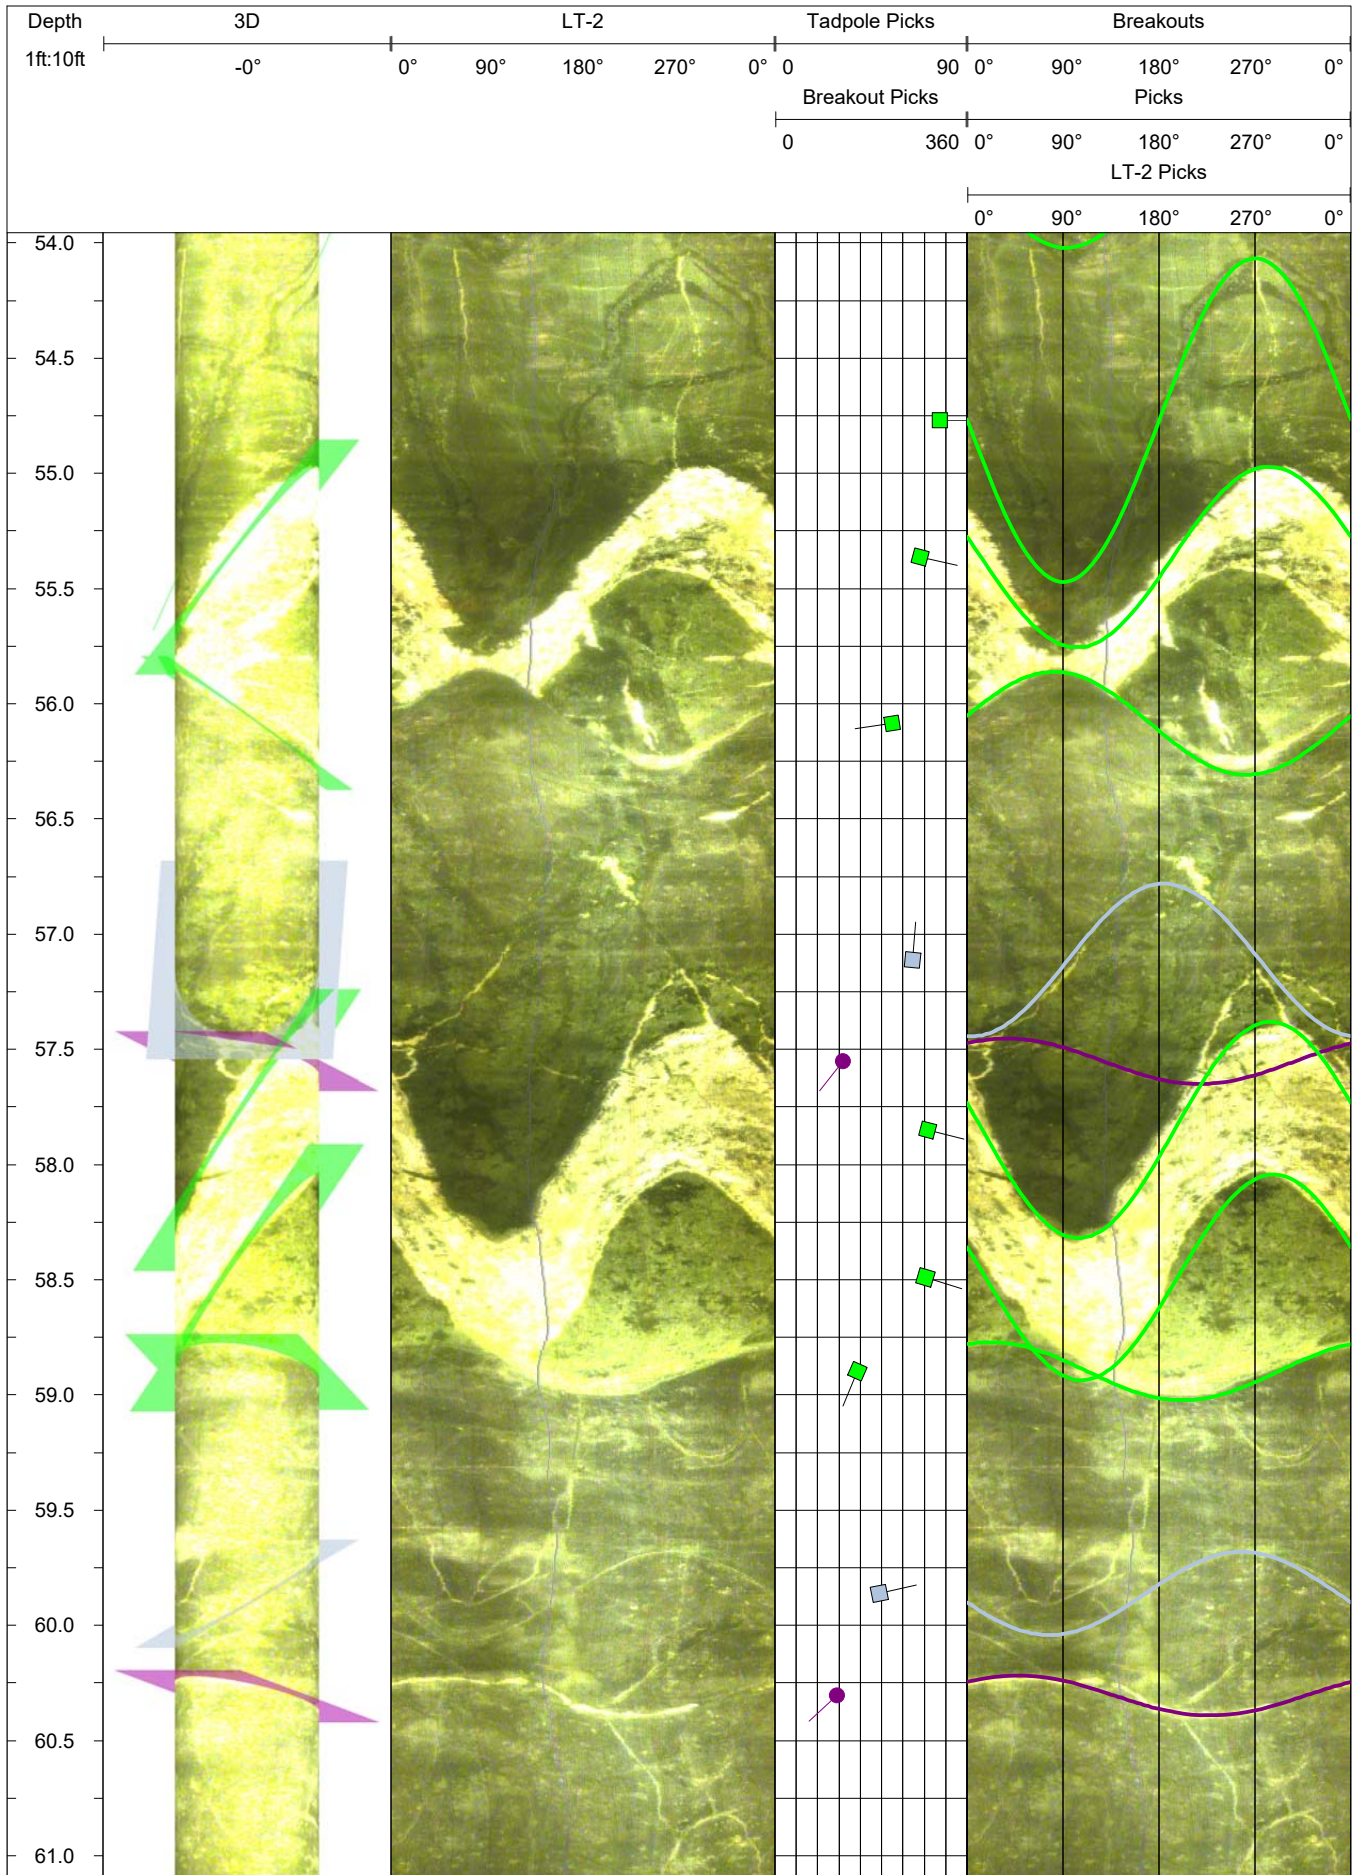 Depth 3D LT-2 Tadpole Picks Breakouts
1ft:10ft -0° 0° 90° 180° 270° 0° 0 90 0° 90° 180° 270° 0°
Breakout Picks Picks
0 360 0° 90° 180° 270° 0°
LT-2 Picks
0° 90° 180° 270° 0°
54.0
54.5
55.0
55.5
56.0
56.5
57.0
57.5
58.0
58.5
59.0
59.5
60.0
60.5
61.0